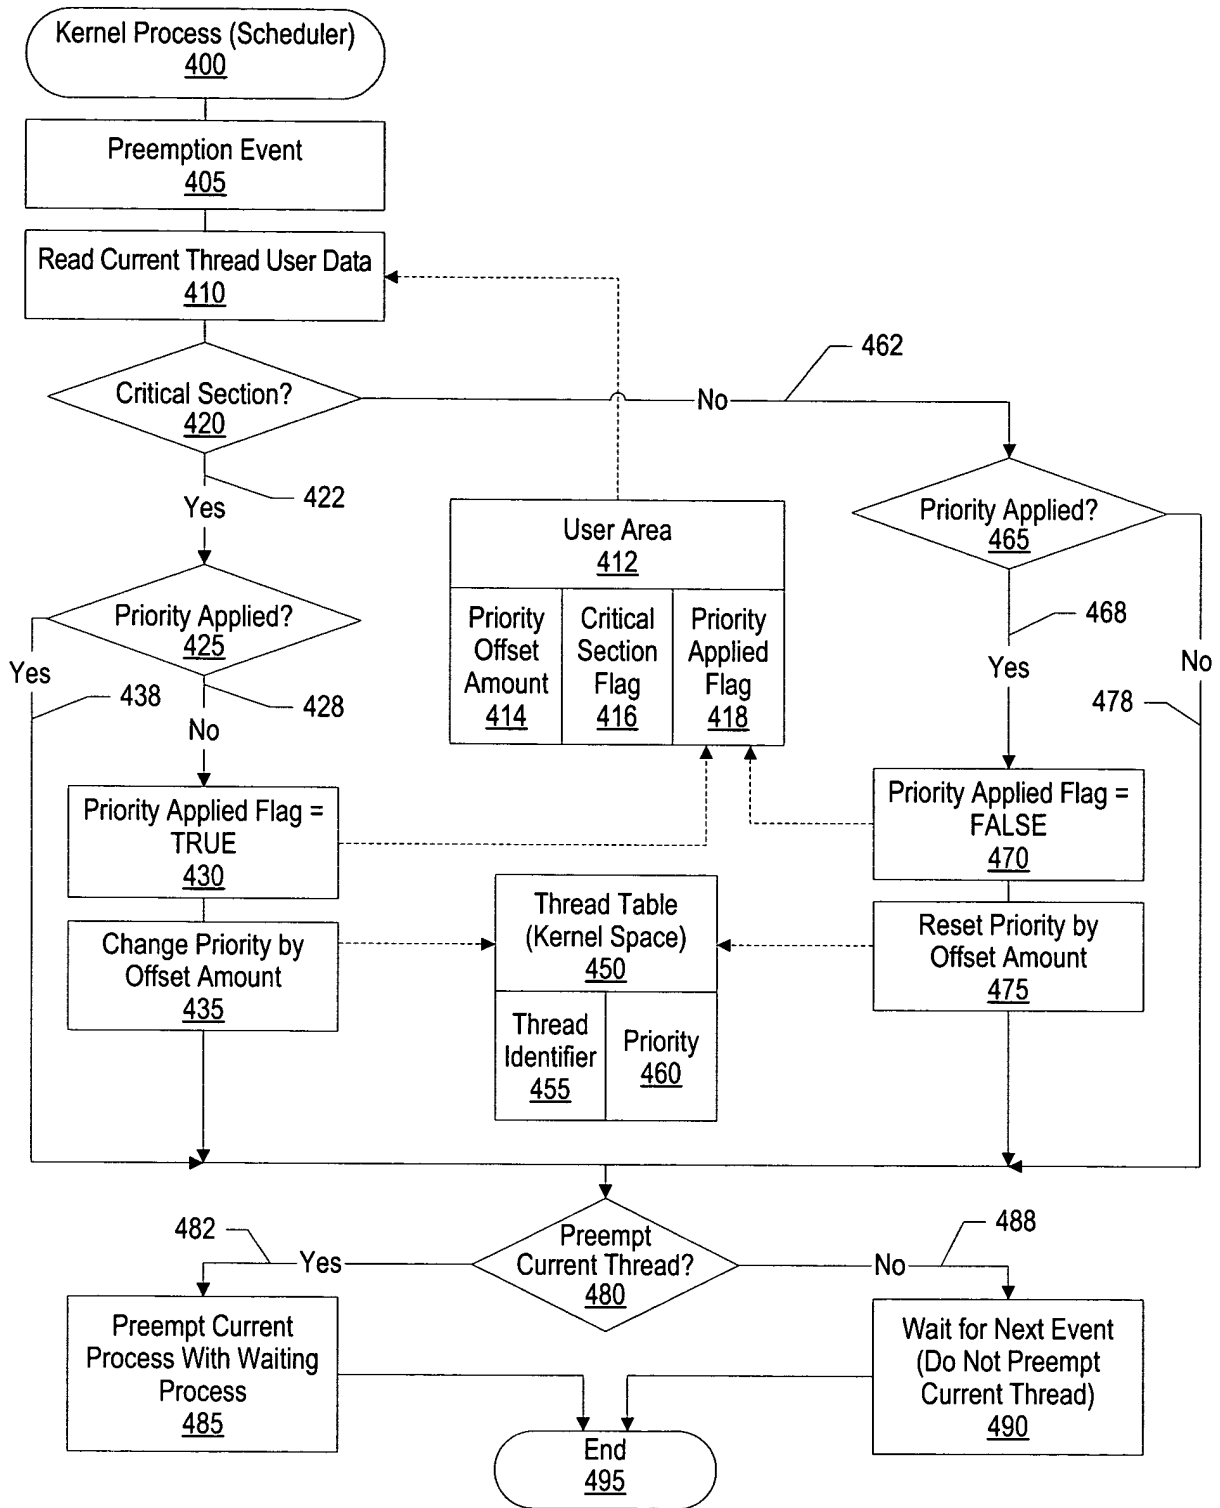 Kernel Process (Scheduler)
400
Preemption Event
405
Read Current Thread User Data
410
Critical Section?
420
No
462
422
Yes
Priority Applied?
425
Yes
438
428
No
User Area
412
Priority
Offset
Amount
414
Critical
Section
Flag
416
Priority
Applied
Flag
418
Priority Applied?
465
468
Yes
No
478
Priority Applied Flag =
TRUE
430
Change Priority by
Offset Amount
435
Thread Table
(Kernel Space)
450
Thread
Identifier
455
Priority
460
Priority Applied Flag =
FALSE
470
Reset Priority by
Offset Amount
475
Preempt
Current Thread?
480
482
Yes
No
488
Preempt Current
Process With Waiting
Process
485
Wait for Next Event
(Do Not Preempt
Current Thread)
490
End
495